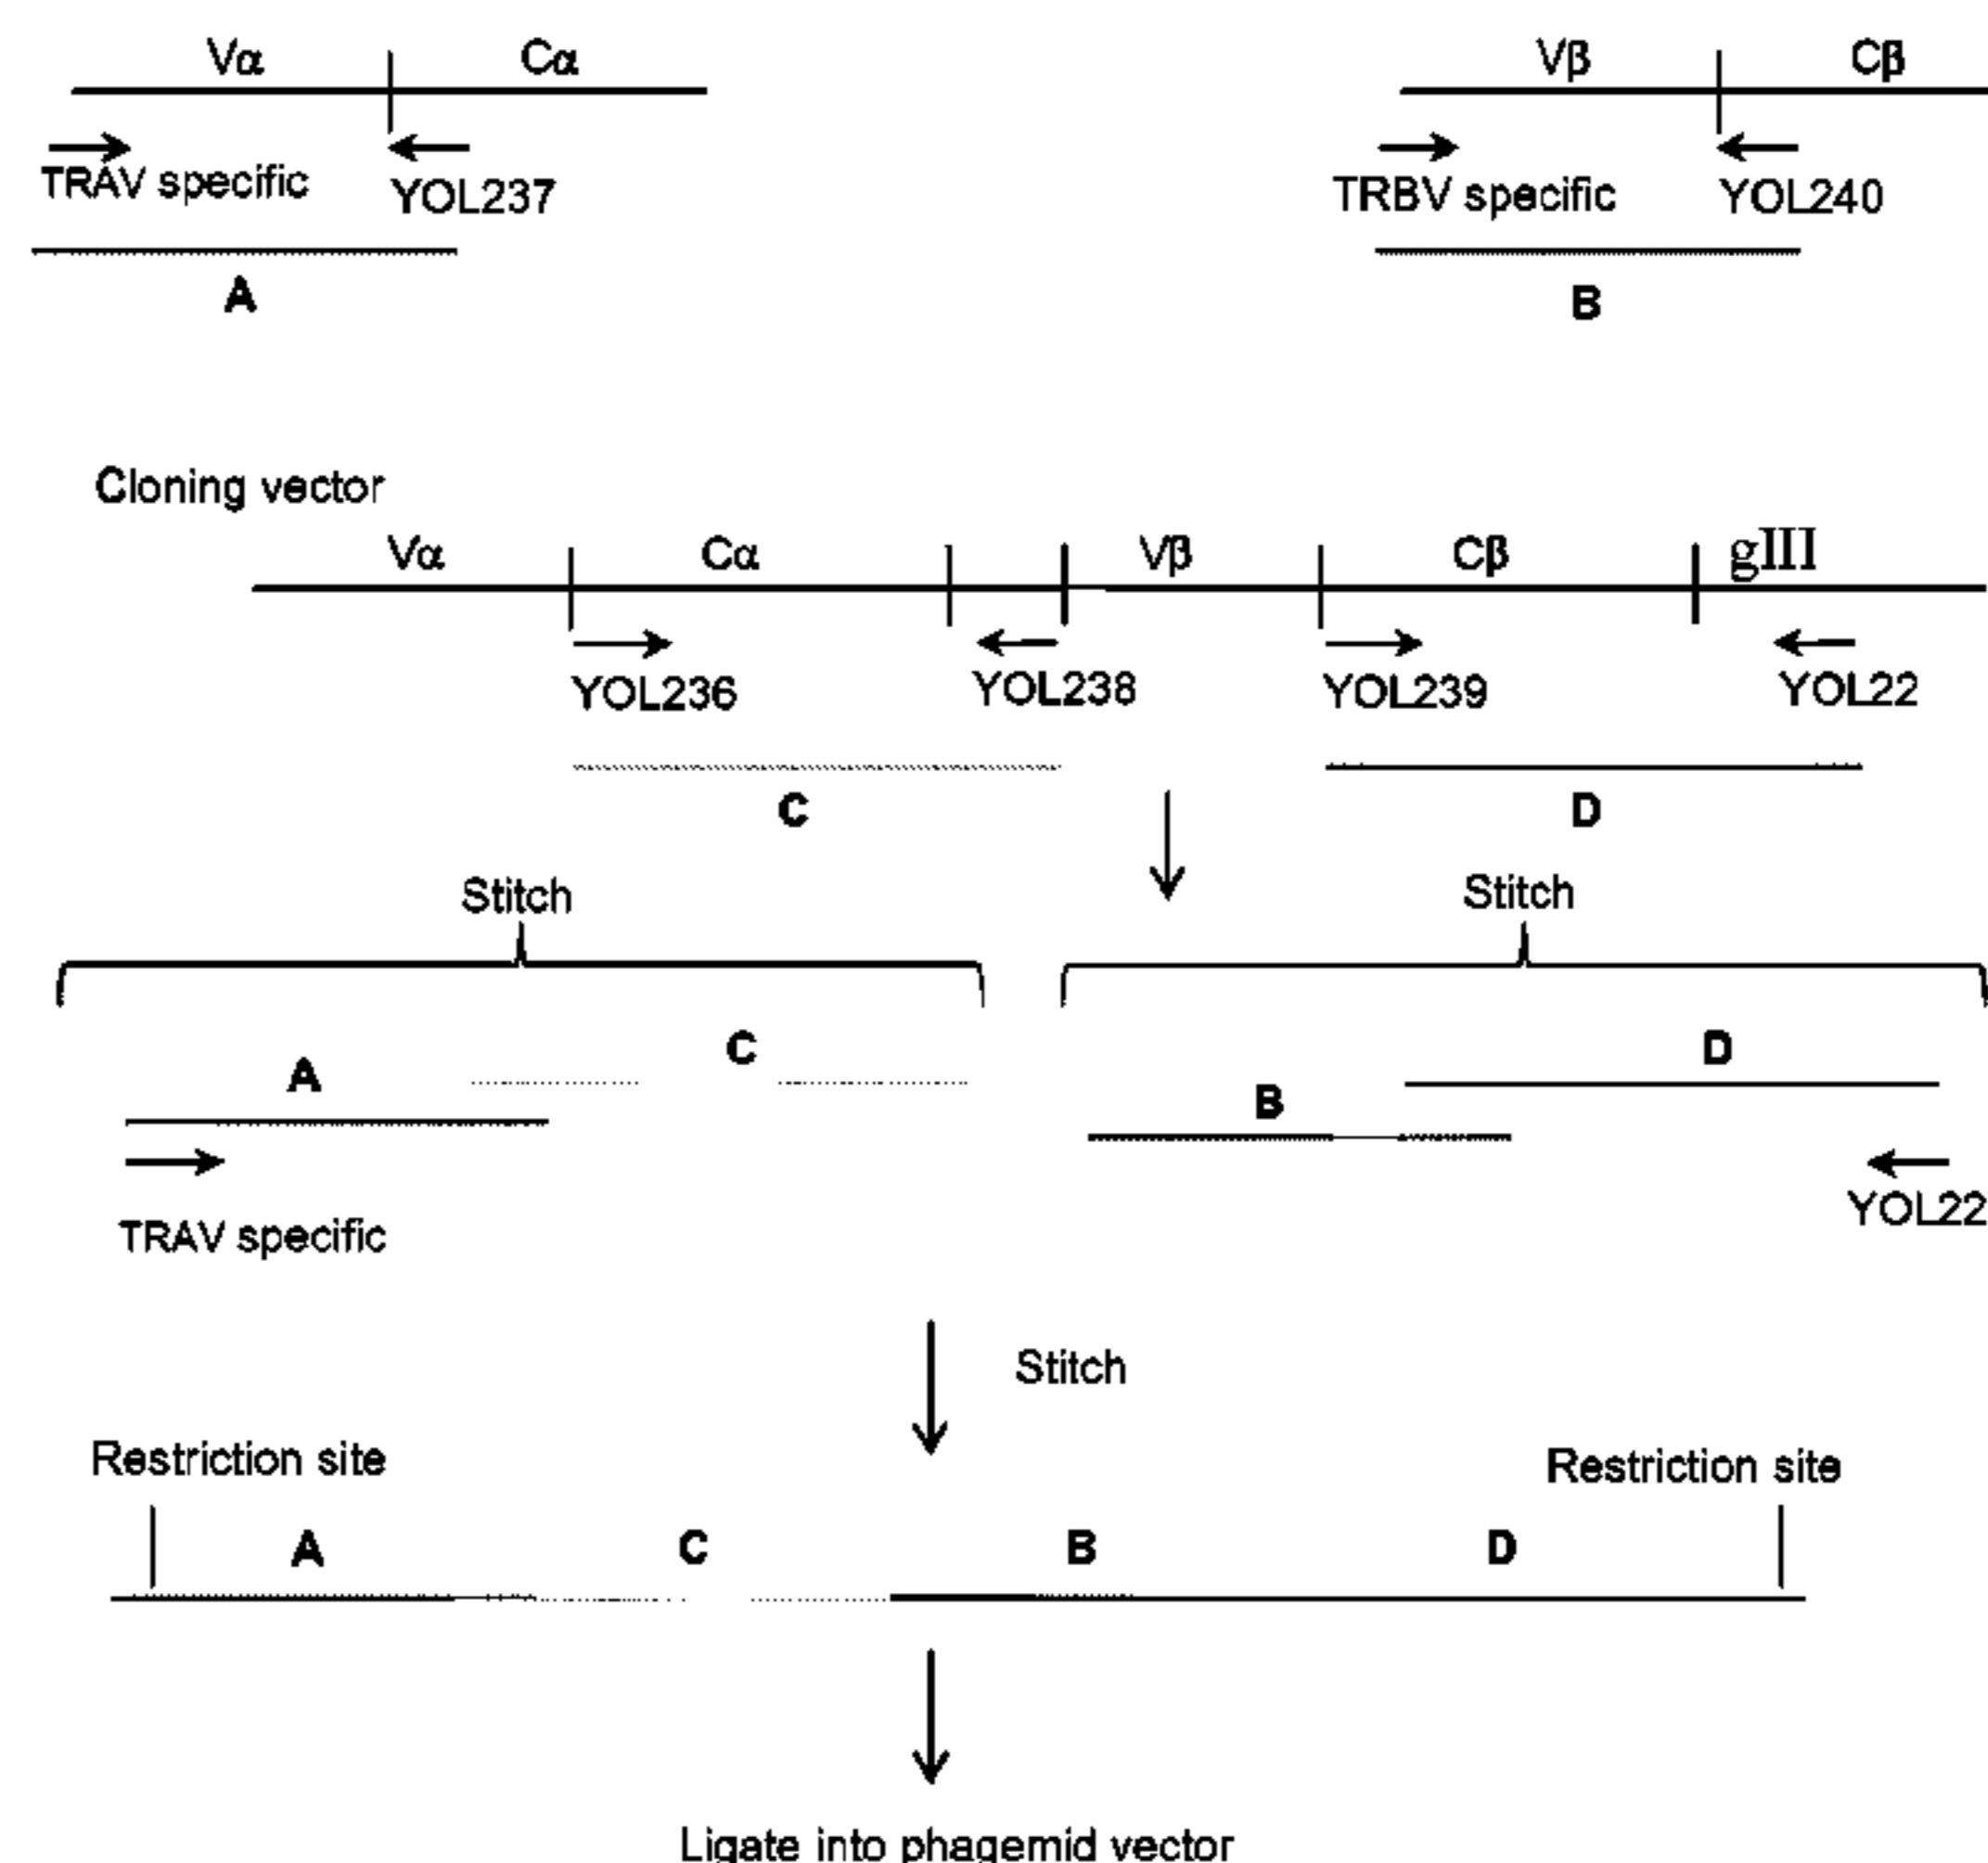 Vα Cα Vβ Cβ
TRAV specific YOL237 TRBV specific YOL240
A B
Cloning vector
Vα Cα Vβ Cβ gIII
YOL236 YOL238 YOL239 YOL22
C D
Stitch Stitch
A C B D
TRAV specific YOL22
Stitch
Restriction site Restriction site
A C B D
Ligate into phagemid vector